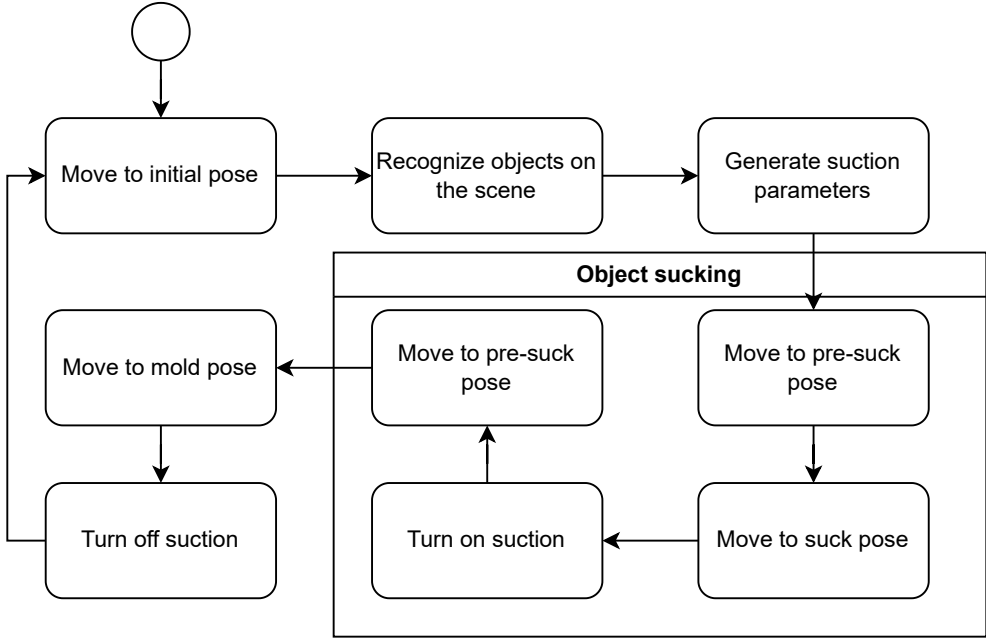 Move to initial pose
Recognize objects on
the scene
Generate suction
parameters
Object sucking
Move to mold pose
Move to pre-suck
pose
Move to pre-suck
pose
Turn off suction
Turn on suction
Move to suck pose